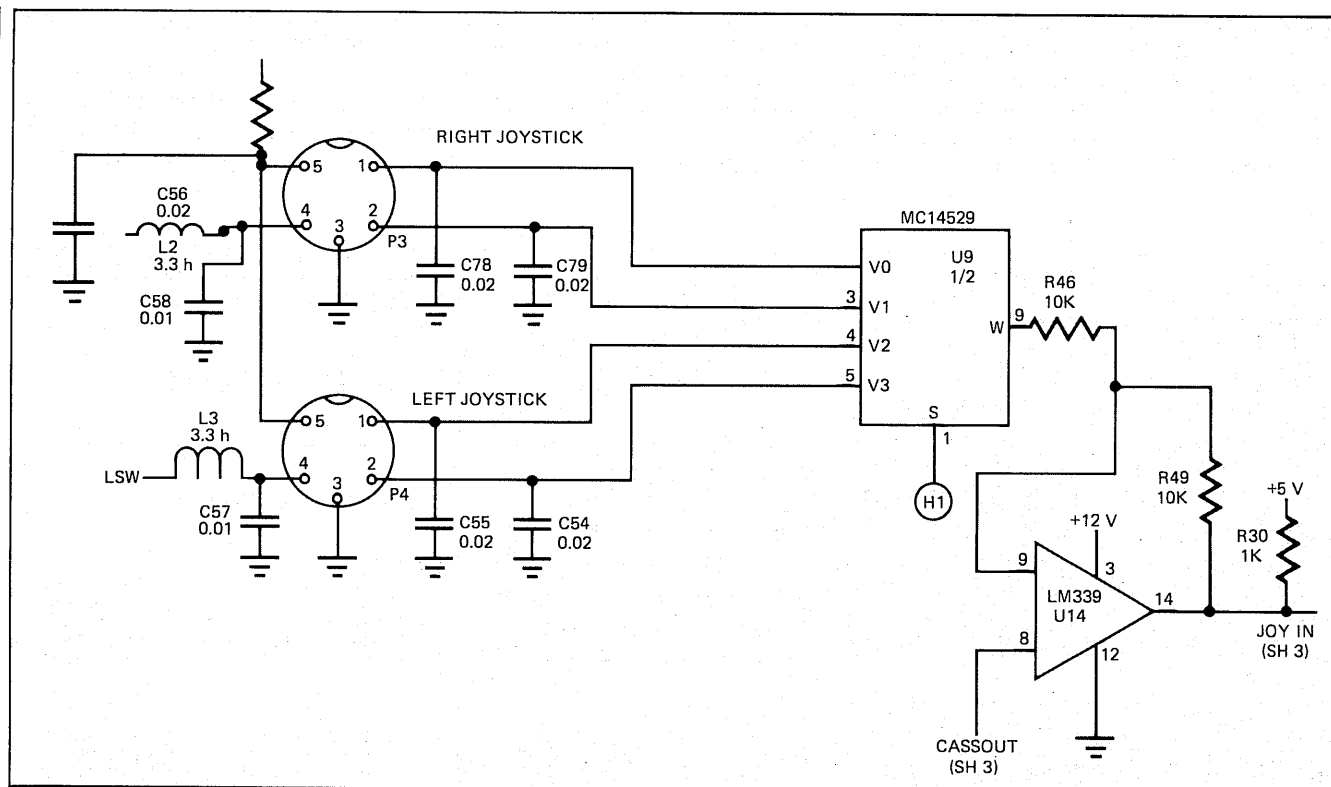 RIGHT JOYSTICK
5
1
4
2
3
P3
C56
0.02
L2
3.3 h
C58
0.01
C78
0.02
C79
0.02
MC14529
U9
1/2
V0
3
V1
4
V2
5
V3
W
9
S
1
H1
R46
10K
LEFT JOYSTICK
5
1
4
2
3
P4
L3
3.3 h
LSW
C57
0.01
C55
0.02
C54
0.02
R49
10K
+5 V
R30
1K
+12 V
3
9
LM339
U14
14
8
12
JOY IN
(SH 3)
CASSOUT
(SH 3)